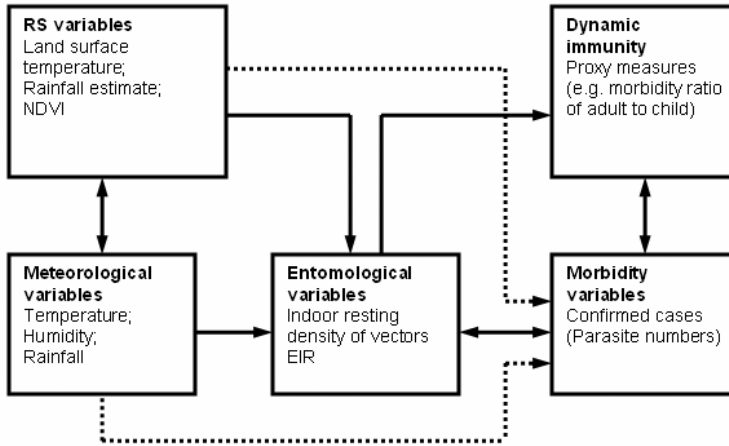 RS variables
Land surface
temperature;
Rainfall estimate;
NDVI
Dynamic
immunity
Proxy measures
(e.g. morbidity ratio
of adult to child)
Meteorological
variables
Temperature;
Humidity;
Rainfall
Entomological
variables
Indoor resting
density of vectors
EIR
Morbidity
variables
Confirmed cases
(Parasite numbers)